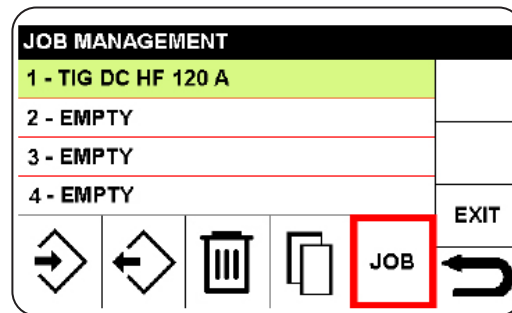 JOB MANAGEMENT
1 - TIG DC HF 120 A
2 - EMPTY
3 - EMPTY
4 - EMPTY
EXIT
JOB